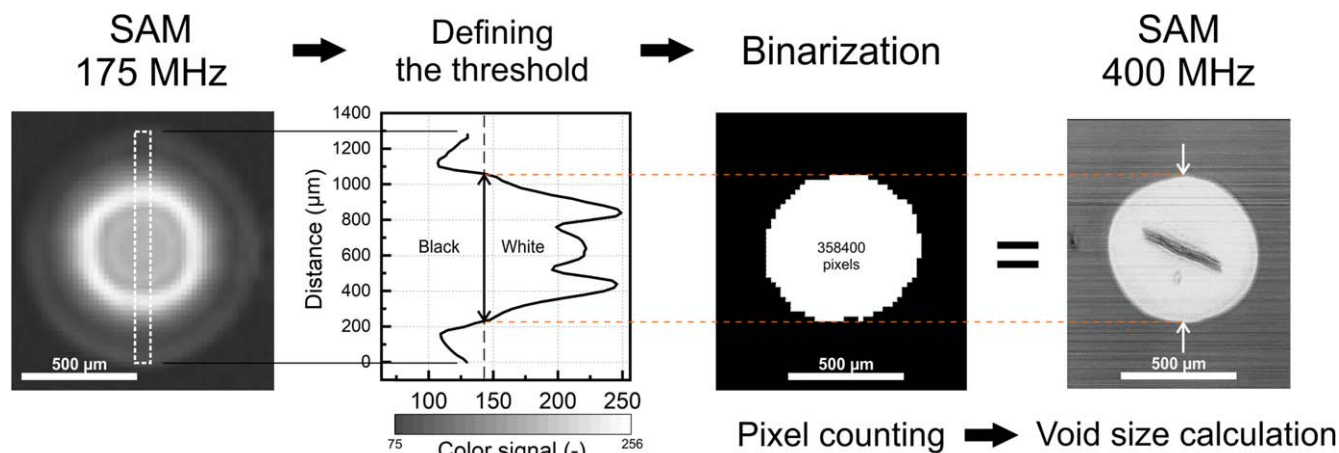 SAM
175 MHz
Defining
the threshold
Binarization
SAM
400 MHz
500 µm
Distance (µm)
1400
1200
1000
800
600
400
200
0
Black
White
100
150
200
250
75
256
Color signal (-)
358400
pixels
500 µm
=
500 µm
Pixel counting
Void size calculation